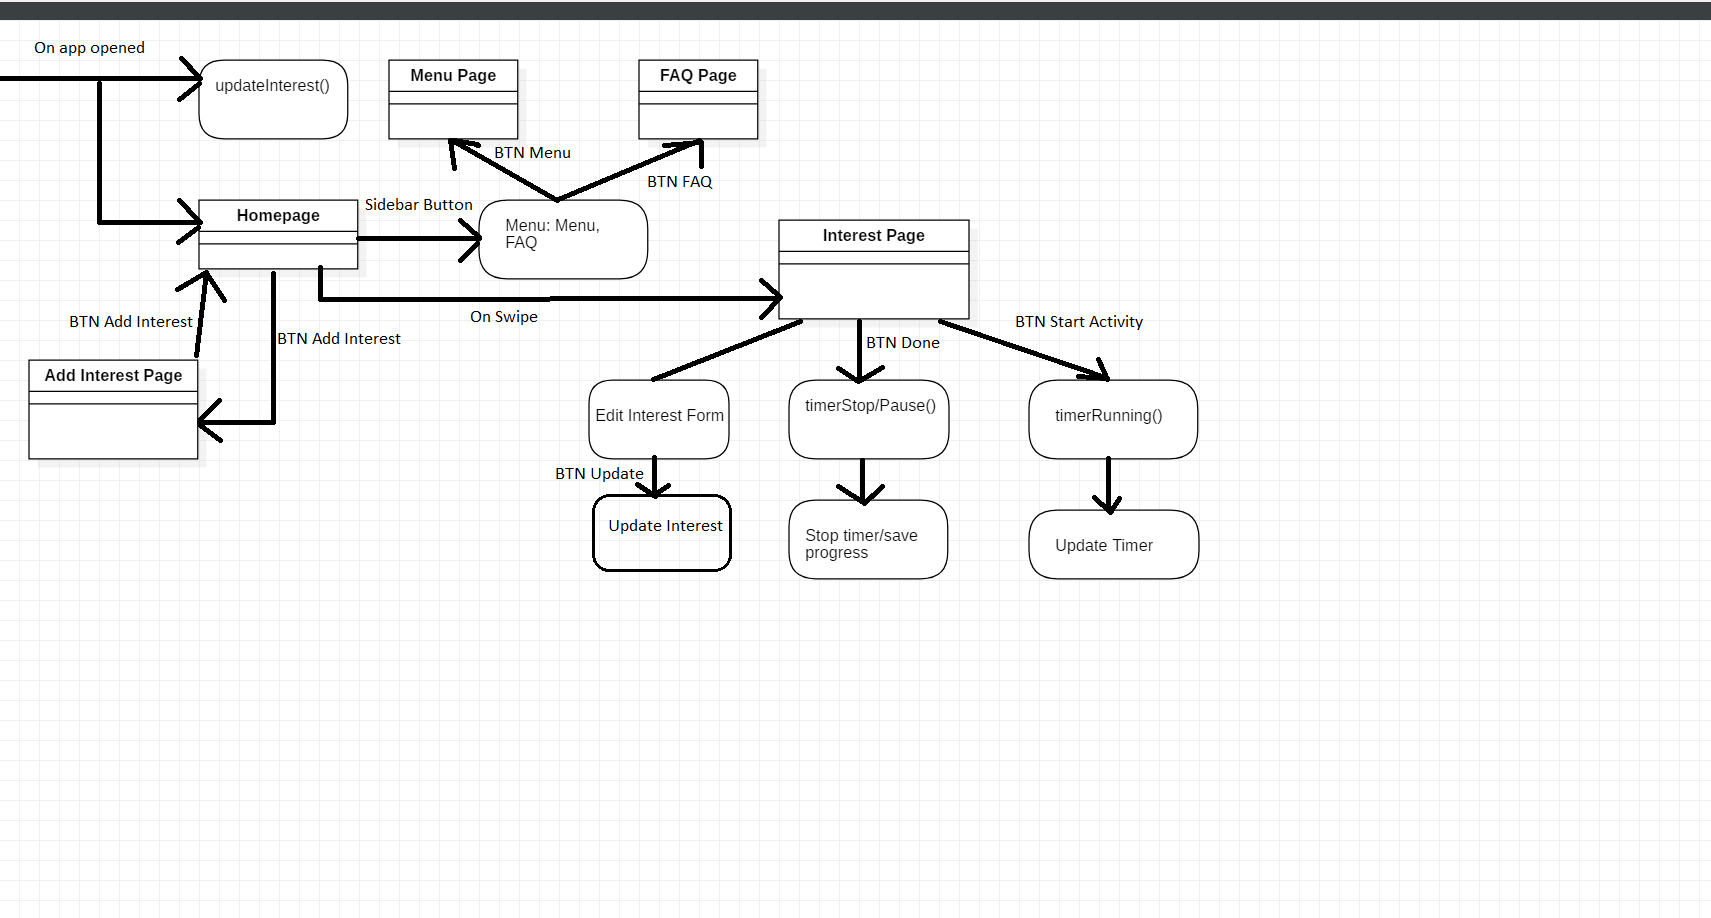 On app opened
updateInterest()
Menu Page
FAQ Page
BTN Menu
BTN FAQ
Homepage
Sidebar Button
Menu: Menu,
FAQ
Interest Page
On Swipe
BTN Add Interest
BTN Add Interest
Add Interest Page
BTN Done
BTN Start Activity
Edit Interest Form
timerStop/Pause()
timerRunning()
BTN Update
Update Interest
Stop timer/save
progress
Update Timer